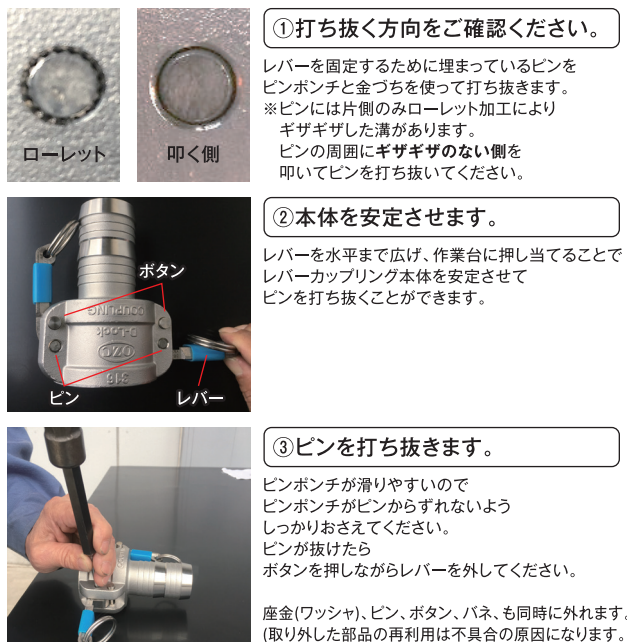 ①打ち抜く方向をご確認ください。
レバーを固定するために埋まっているピンを
ピンポンチと金づちを使って打ち抜きます。
※ピンには片側のみローレット加工により
ギザギザした溝があります。
ピンの周囲にギザギザのない側を
叩いてピンを打ち抜いてください。
ローレット
叩く側
②本体を安定させます。
レバーを水平まで広げ、作業台に押し当てることで
レバーカップリング本体を安定させて
ピンを打ち抜くことができます。
ボタン
COUPLING
D-Lock
OZC
316
ピン
レバー
③ピンを打ち抜きます。
ピンポンチが滑りやすいので
ピンポンチがピンからずれないよう
しっかりおさえてください。
ピンが抜けたら
ボタンを押しながらレバーを外してください。
座金(ワッシャ)、ピン、ボタン、バネ、も同時に外れます。
(取り外した部品の再利用は不具合の原因になります。